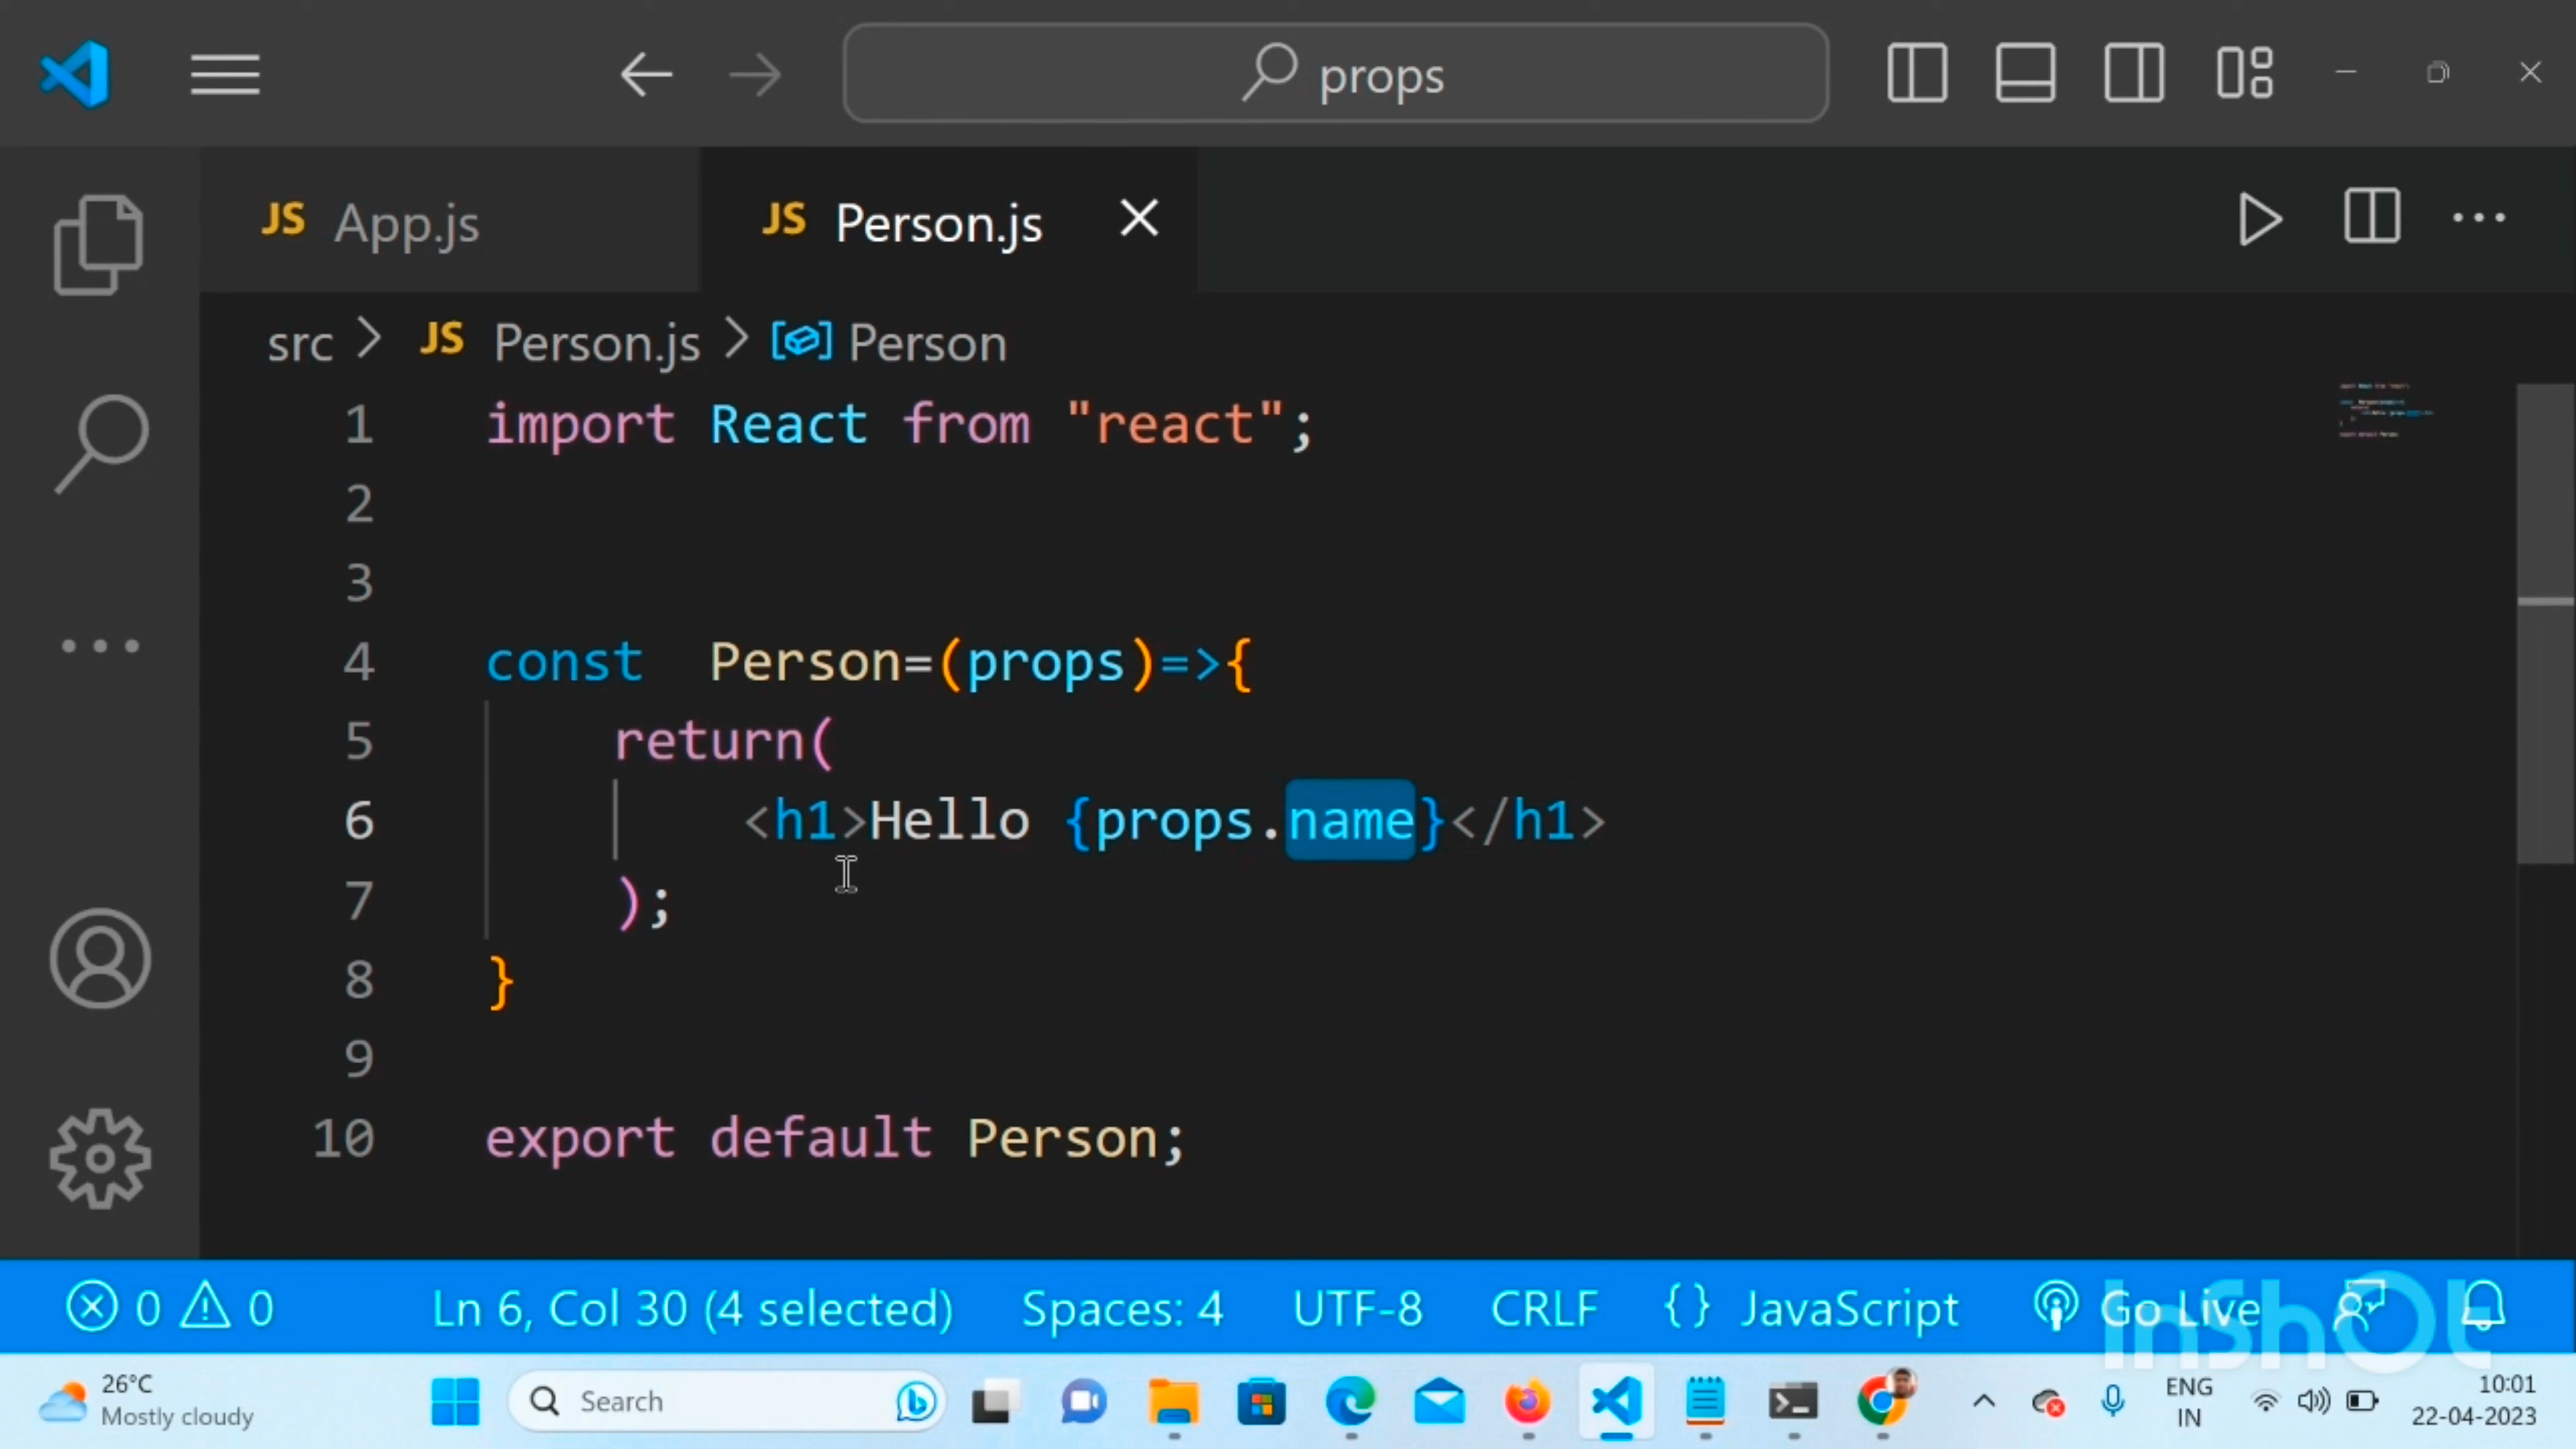 props
JS App.js
JS Person.js
src > JS Person.js > Person
1 import React from "react";
2
3
4 const  Person=(props)=>{
5 return(
6 <h1>Hello {props.name}</h1>
7 );
8 }
9
10 export default Person;
0 0 Ln 6, Col 30 (4 selected) Spaces: 4 UTF-8 CRLF {} JavaScript Go Live
InShOt
26°C
Mostly cloudy
Search
ENG
IN
10:01
22-04-2023